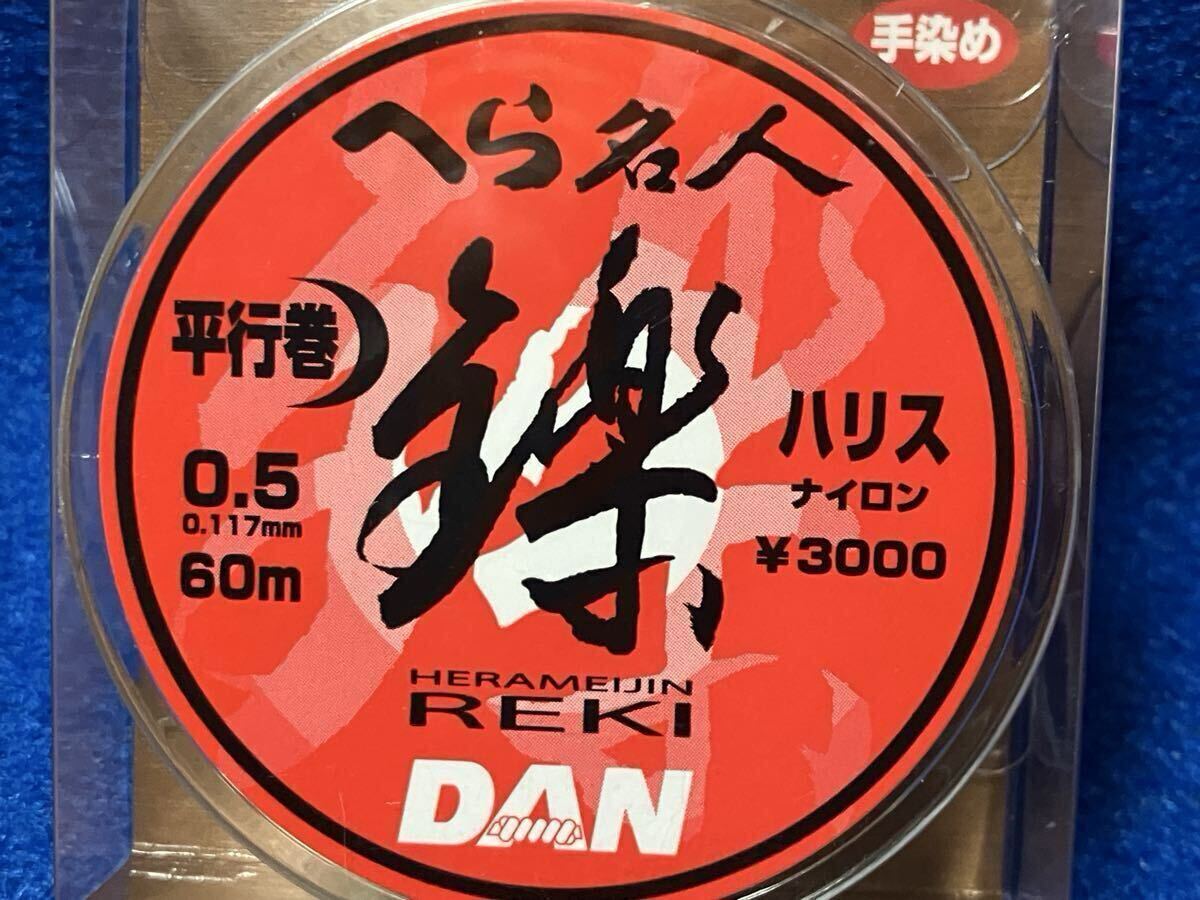 手染め
へら名人
鑠
平行巻
0.5
0.117mm
60m
ハリス
ナイロン
¥3000
HERAMEIJIN
REKI
DAN